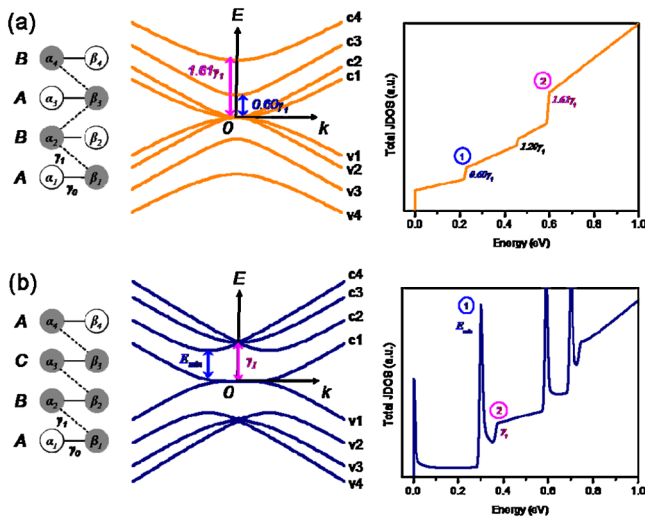 (a)
B α4 β4
A α3 β3
B α2 β2
γ1
A α1 β1
γ0
E
c4
c3
c2
c1
1.61γ1
0.60γ1
0
k
v1
v2
v3
v4
Total JDOS (a.u.)
2
1.61γ1
1
1.20γ1
0.60γ1
0.0 0.2 0.4 0.6 0.8 1.0
Energy (eV)
(b)
A α4 β4
C α3 β3
B α2 β2
γ1
A α1 β1
γ0
E
c4
c3
c2
c1
Emin
γ1
0
k
v1
v2
v3
v4
Total JDOS (a.u.)
1
Emin
2
γ1
0.0 0.2 0.4 0.6 0.8 1.0
Energy (eV)